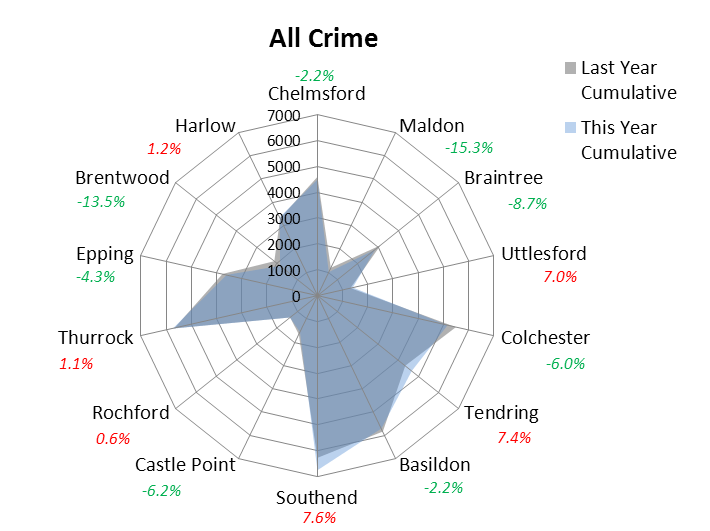 All Crime
Last Year
Cumulative
This Year
Cumulative
-2.2%
Chelmsford
Maldon
-15.3%
Braintree
-8.7%
Uttlesford
7.0%
Colchester
-6.0%
Tendring
7.4%
Basildon
-2.2%
Southend
7.6%
Castle Point
-6.2%
Rochford
0.6%
Thurrock
1.1%
Epping
-4.3%
Brentwood
-13.5%
Harlow
1.2%
7000
6000
5000
4000
3000
2000
1000
0